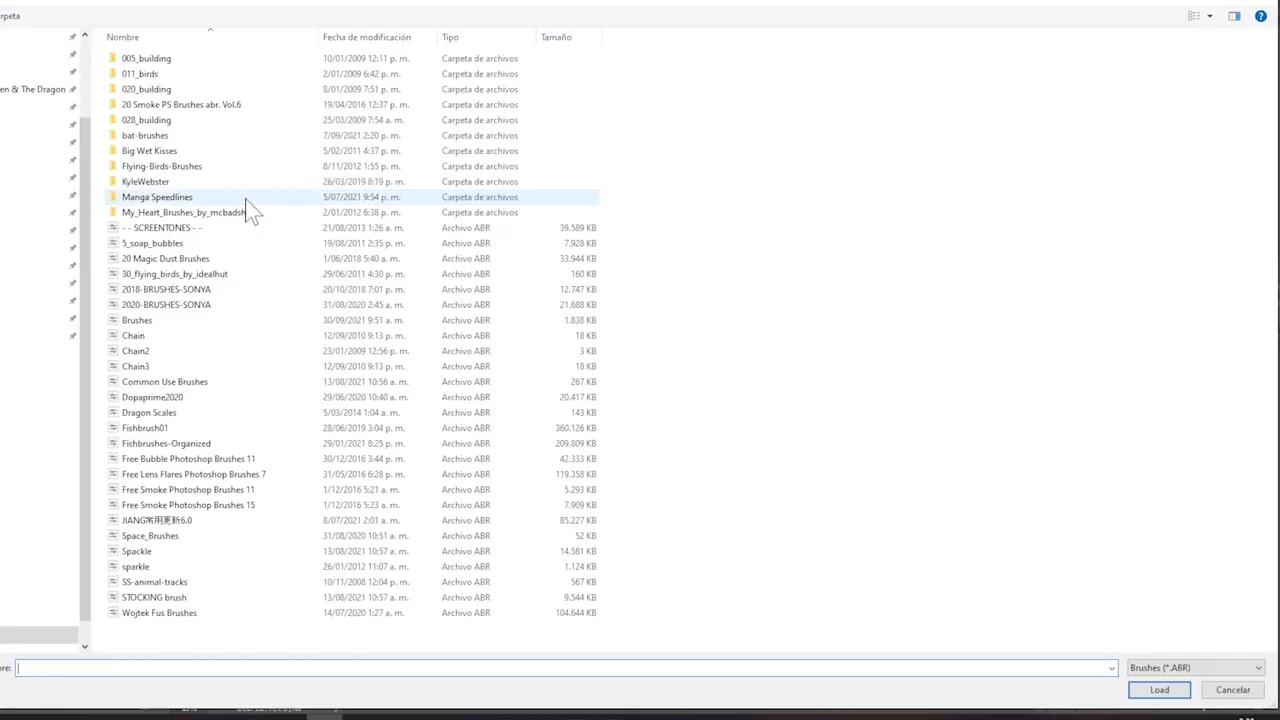 rpeta
Nombre Fecha de modificación Tipo Tamaño
005_building 10/01/2009 12:11 p. m. Carpeta de archivos
011_birds 2/01/2009 6:42 p. m. Carpeta de archivos
en & The Dragon 020_building 8/01/2009 7:51 p. m. Carpeta de archivos
20 Smoke PS Brushes abr. Vol.6 19/04/2016 12:37 p. m. Carpeta de archivos
028_building 25/03/2009 7:54 a. m. Carpeta de archivos
bat-brushes 7/09/2021 2:20 p. m. Carpeta de archivos
Big Wet Kisses 5/02/2011 4:37 p. m. Carpeta de archivos
Flying-Birds-Brushes 8/11/2012 1:55 p. m. Carpeta de archivos
KyleWebster 26/03/2019 8:19 p. m. Carpeta de archivos
Manga Speedlines 5/07/2021 9:54 p. m. Carpeta de archivos
My_Heart_Brushes_by_mcbadsh 2/01/2012 6:38 p. m. Carpeta de archivos
- - SCREENTONES - - 21/08/2013 1:26 a. m. Archivo ABR 39.589 KB
5_soap_bubbles 19/08/2011 2:35 p. m. Archivo ABR 7.928 KB
20 Magic Dust Brushes 1/06/2018 5:40 a. m. Archivo ABR 33.944 KB
30_flying_birds_by_idealhut 29/06/2011 4:30 p. m. Archivo ABR 160 KB
2018-BRUSHES-SONYA 20/10/2018 7:01 p. m. Archivo ABR 12.747 KB
2020-BRUSHES-SONYA 31/08/2020 2:45 a. m. Archivo ABR 21.688 KB
Brushes 30/09/2021 9:51 a. m. Archivo ABR 1.838 KB
Chain 12/09/2010 9:13 p. m. Archivo ABR 18 KB
Chain2 23/01/2009 12:56 p. m. Archivo ABR 3 KB
Chain3 12/09/2010 9:13 p. m. Archivo ABR 18 KB
Common Use Brushes 13/08/2021 10:56 a. m. Archivo ABR 267 KB
Dopaprime2020 29/06/2020 10:40 a. m. Archivo ABR 20.417 KB
Dragon Scales 5/03/2014 1:04 a. m. Archivo ABR 143 KB
Fishbrush01 28/06/2019 3:04 p. m. Archivo ABR 360.126 KB
Fishbrushes-Organized 29/01/2021 8:25 p. m. Archivo ABR 209.809 KB
Free Bubble Photoshop Brushes 11 30/12/2016 3:44 p. m. Archivo ABR 42.333 KB
Free Lens Flares Photoshop Brushes 7 31/05/2016 6:28 p. m. Archivo ABR 119.358 KB
Free Smoke Photoshop Brushes 11 1/12/2016 5:21 a. m. Archivo ABR 5.293 KB
Free Smoke Photoshop Brushes 15 1/12/2016 5:23 a. m. Archivo ABR 7.909 KB
JIANG常用更新6.0 8/07/2021 2:01 a. m. Archivo ABR 85.227 KB
Space_Brushes 31/08/2020 10:51 a. m. Archivo ABR 52 KB
Spackle 13/08/2021 10:57 a. m. Archivo ABR 14.581 KB
sparkle 26/01/2012 11:07 a. m. Archivo ABR 1.124 KB
SS-animal-tracks 10/11/2008 12:04 p. m. Archivo ABR 567 KB
STOCKING brush 13/08/2021 10:57 a. m. Archivo ABR 9.544 KB
Wojtek Fus Brushes 14/07/2020 1:27 a. m. Archivo ABR 104.644 KB
re: Brushes (*.ABR)
Load Cancelar